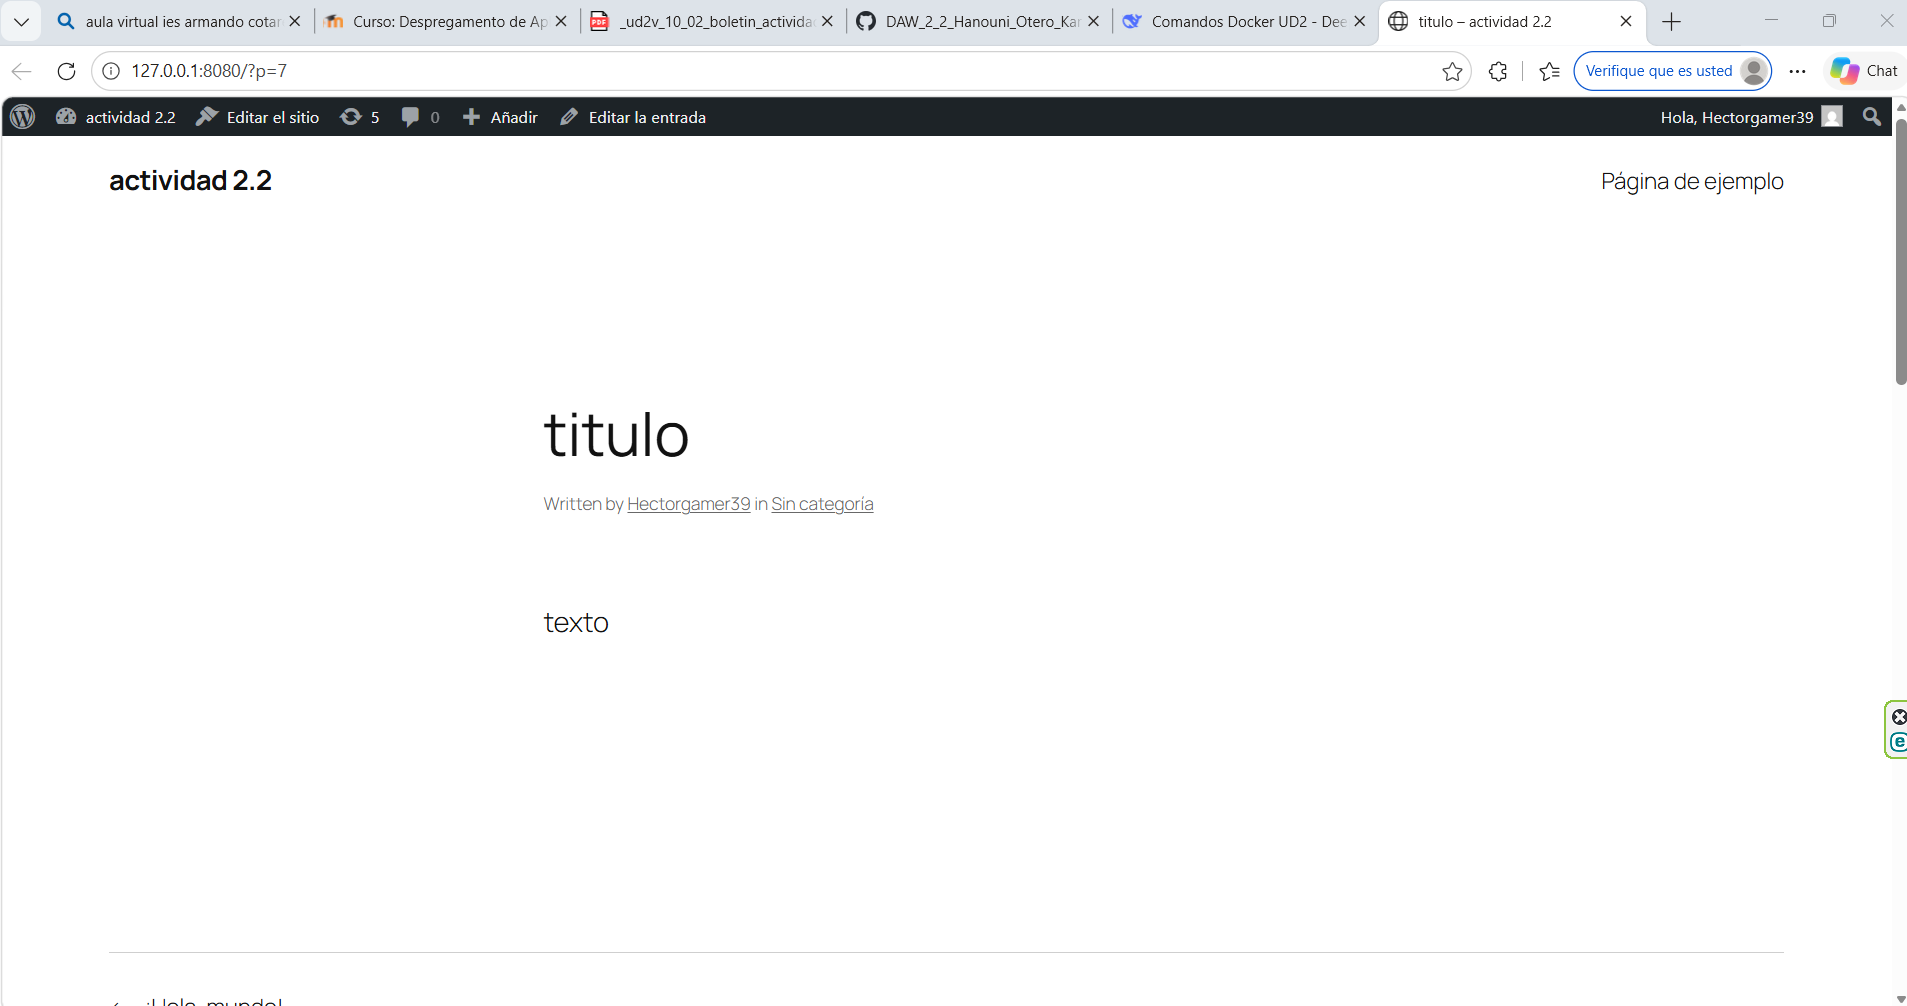 aula virtual ies armando cotar
Curso: Despregamento de Ap
_ud2v_10_02_boletin_activida
DAW_2_2_Hanouni_Otero_Kar
Comandos Docker UD2 - Dee
titulo – actividad 2.2
127.0.0.1:8080/?p=7
Verifique que es usted
Chat
actividad 2.2
Editar el sitio
5
0
Añadir
Editar la entrada
Hola, Hectorgamer39
actividad 2.2
Página de ejemplo
titulo
Written by Hectorgamer39 in Sin categoría
texto
← ¡Hola, mundo!